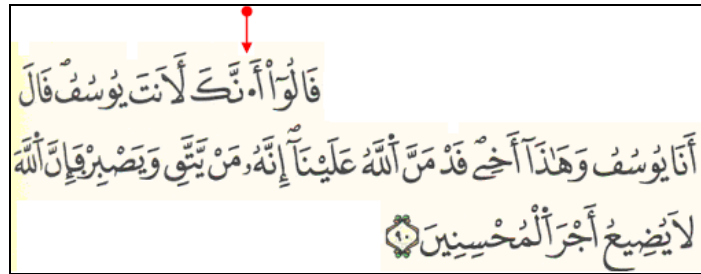 قَالُوٓاْ أَ۬نَّكَ لَأَنتَ يُوسُفُۖ قَالَ
أَنَا يُوسُفُ وَهَٰذَآ أَخِےۖ قَدْ مَنَّ ٱللَّهُ عَلَيْنَآۖ إِنَّهُۥ مَنْ يَّتَّقِ وَيَصْبِرْ فَإِنَّ ٱللَّهَ
لَا يُضِيعُ أَجْرَ ٱلْمُحْسِنِينَ ٩٠